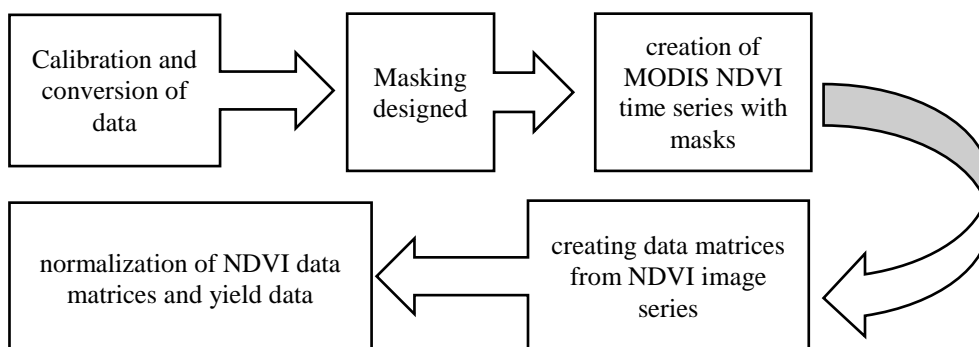 Calibration and
conversion of
data
Masking
designed
creation of
MODIS NDVI
time series with
masks
creating data matrices
from NDVI image
series
normalization of NDVI data
matrices and yield data